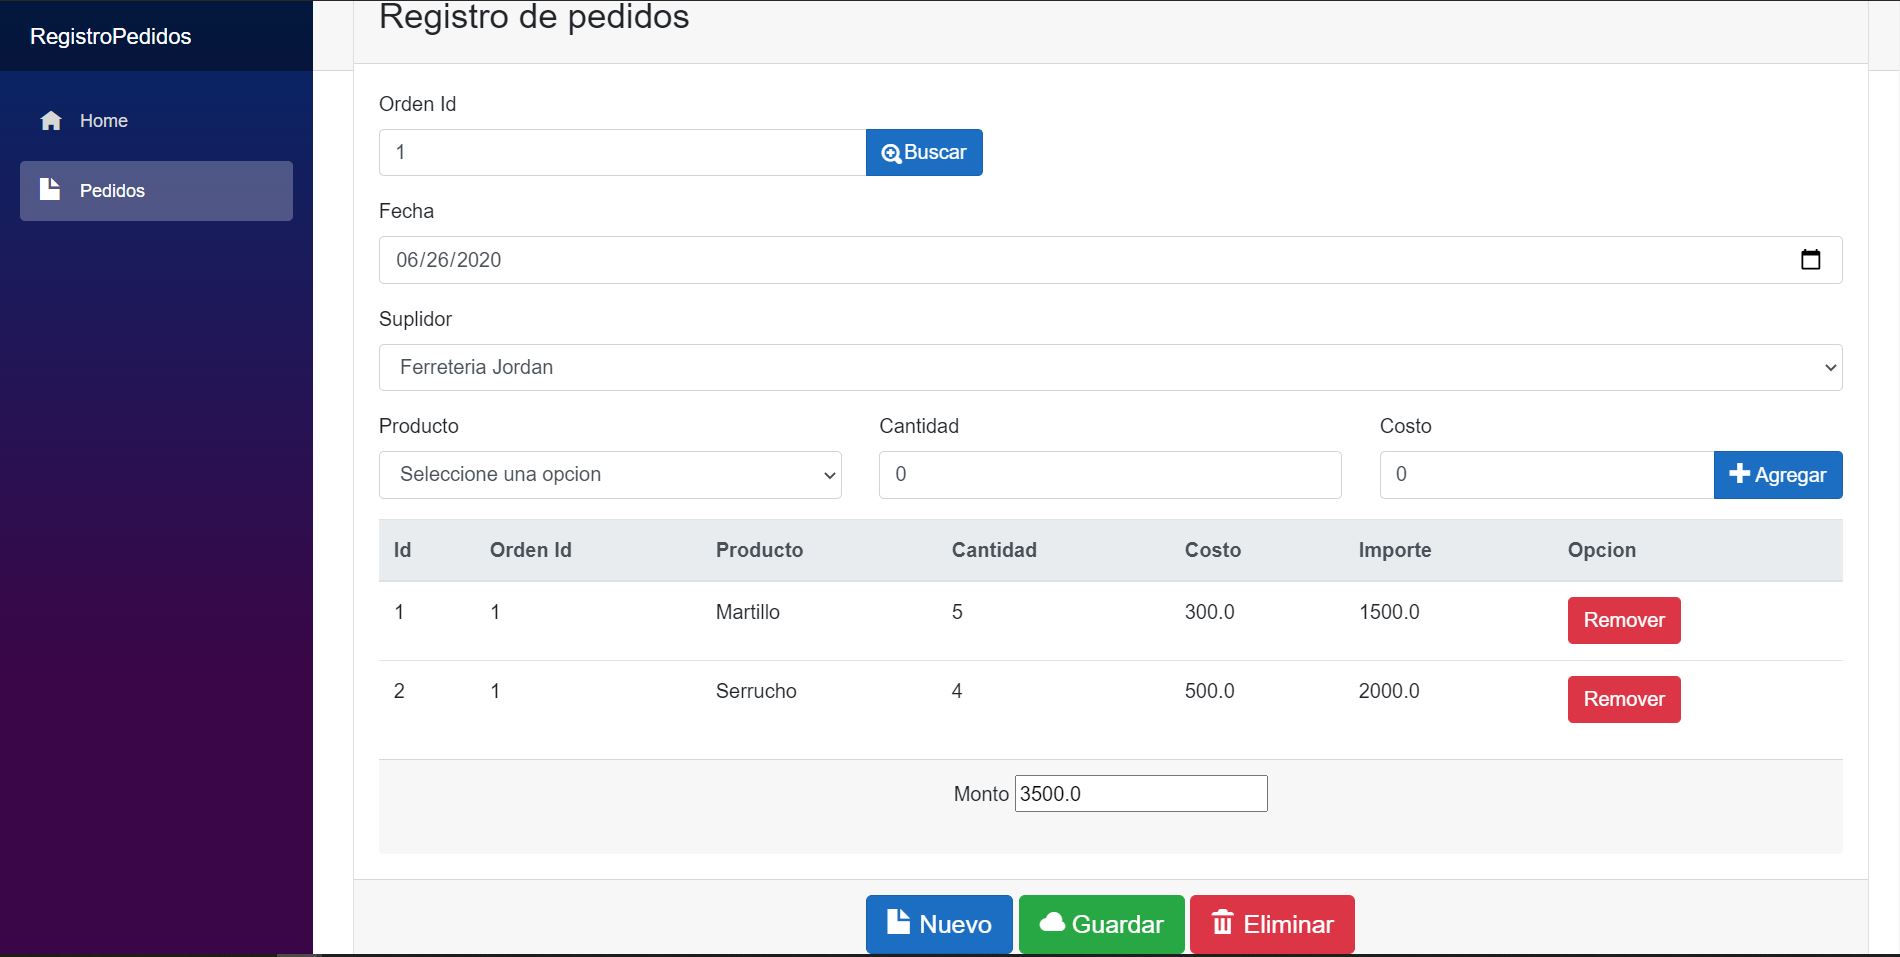 RegistroPedidos
Home
Pedidos
Registro de pedidos
Orden Id
1 Buscar
Fecha
06/26/2020
Suplidor
Ferreteria Jordan
Producto Cantidad Costo
Seleccione una opcion 0 0 Agregar
Id Orden Id Producto Cantidad Costo Importe Opcion
1 1 Martillo 5 300.0 1500.0 Remover
2 1 Serrucho 4 500.0 2000.0 Remover
Monto 3500.0
Nuevo Guardar Eliminar